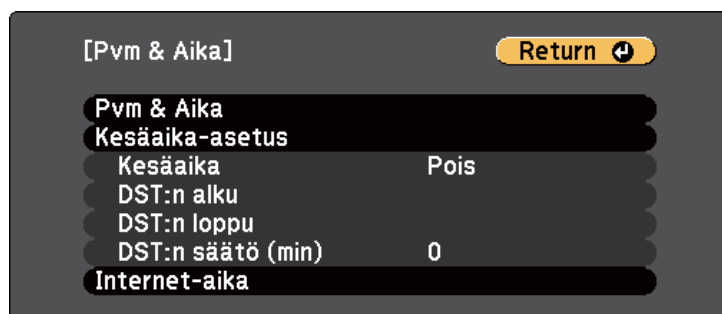 [Pvm & Aika] Return
Pvm & Aika
Kesäaika-asetus
Kesäaika Pois
DST:n alku
DST:n loppu
DST:n säätö (min) 0
Internet-aika